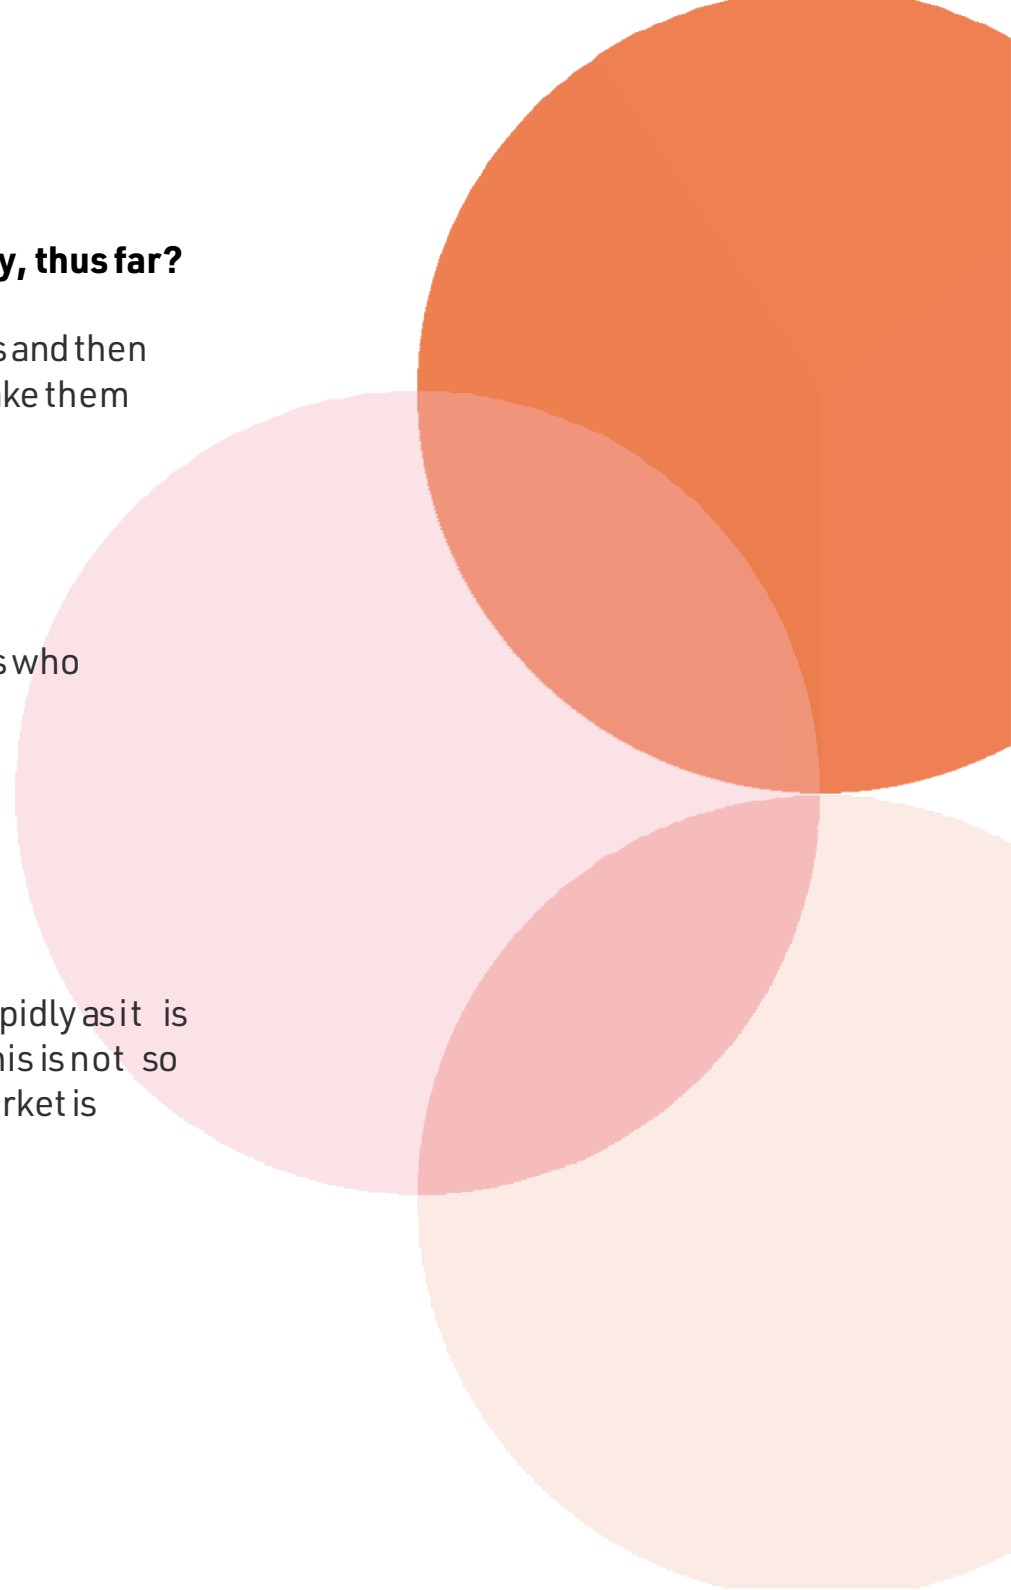 y, thus far?
s and then
ke them
s who
pidly as it is
his is not so
rket is